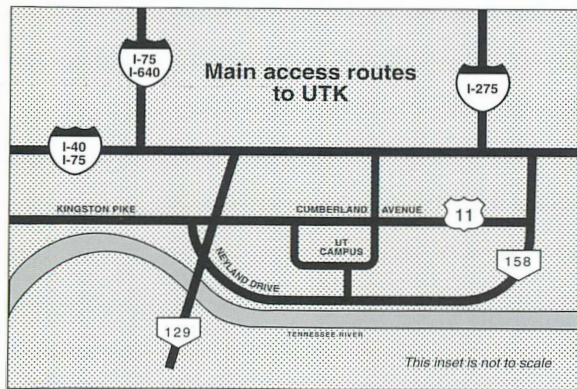 I-75
I-640
Main access routes
to UTK
I-275
I-40
I-75
KINGSTON PIKE
CUMBERLAND AVENUE
11
UT
CAMPUS
NEYLAND DRIVE
158
129
TENNESSEE RIVER
This inset is not to scale